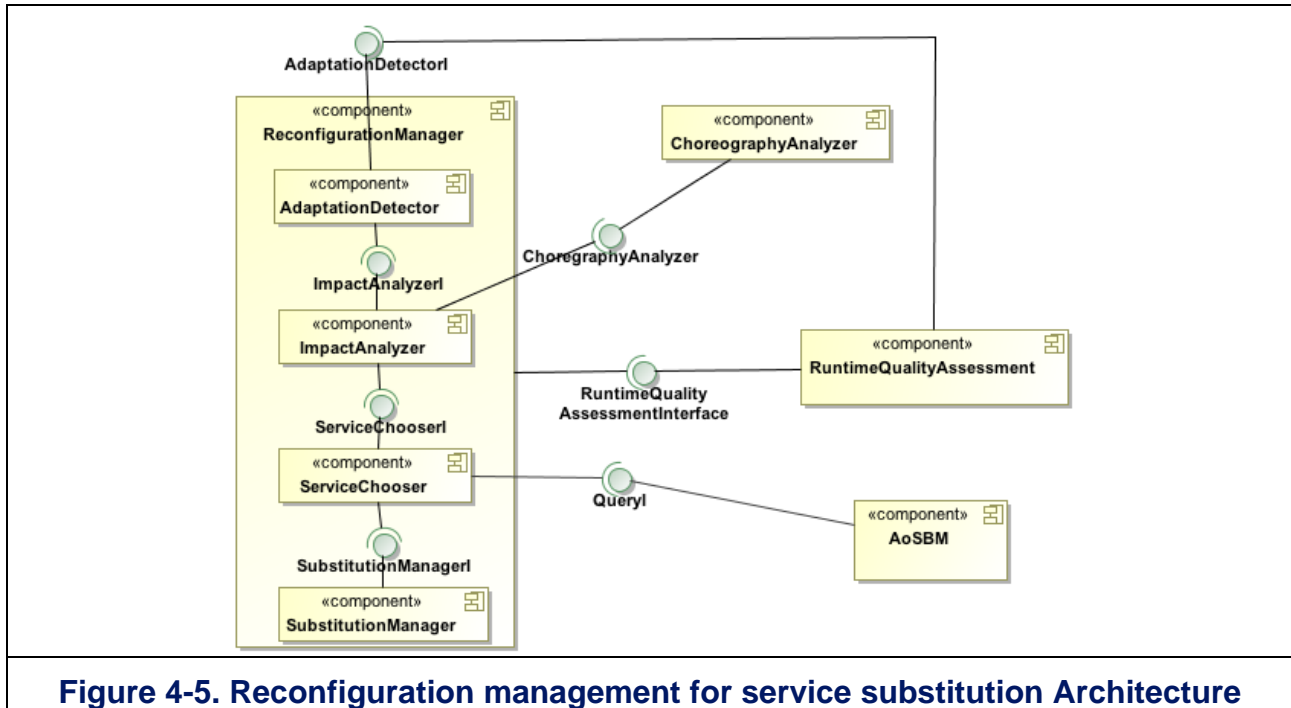 AdaptationDetectorI
«component»
ReconfigurationManager
«component»
ChoreographyAnalyzer
«component»
AdaptationDetector
ChoregraphyAnalyzer
ImpactAnalyzerI
«component»
ImpactAnalyzer
«component»
RuntimeQualityAssessment
RuntimeQuality
AssessmentInterface
ServiceChooserI
«component»
ServiceChooser
QueryI
«component»
AoSBM
SubstitutionManagerI
«component»
SubstitutionManager
Figure 4-5. Reconfiguration management for service substitution Architecture